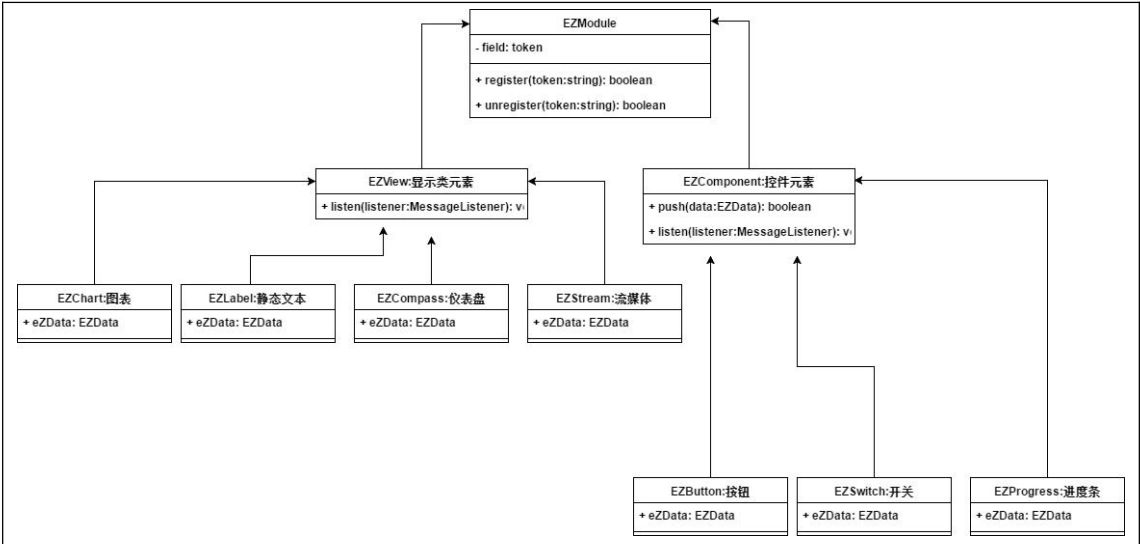 EZModule
- field: token
+ register(token:string): boolean
+ unregister(token:string): boolean
EZView:显示类元素
+ listen(listener:MessageListener): v
EZComponent:控件元素
+ push(data:EZData): boolean
+ listen(listener:MessageListener): v
EZChart:图表
+ eZData: EZData
EZLabel:静态文本
+ eZData: EZData
EZCompass:仪表盘
+ eZData: EZData
EZStream:流媒体
+ eZData: EZData
EZButton:按钮
+ eZData: EZData
EZSwitch:开关
+ eZData: EZData
EZProgress:进度条
+ eZData: EZData